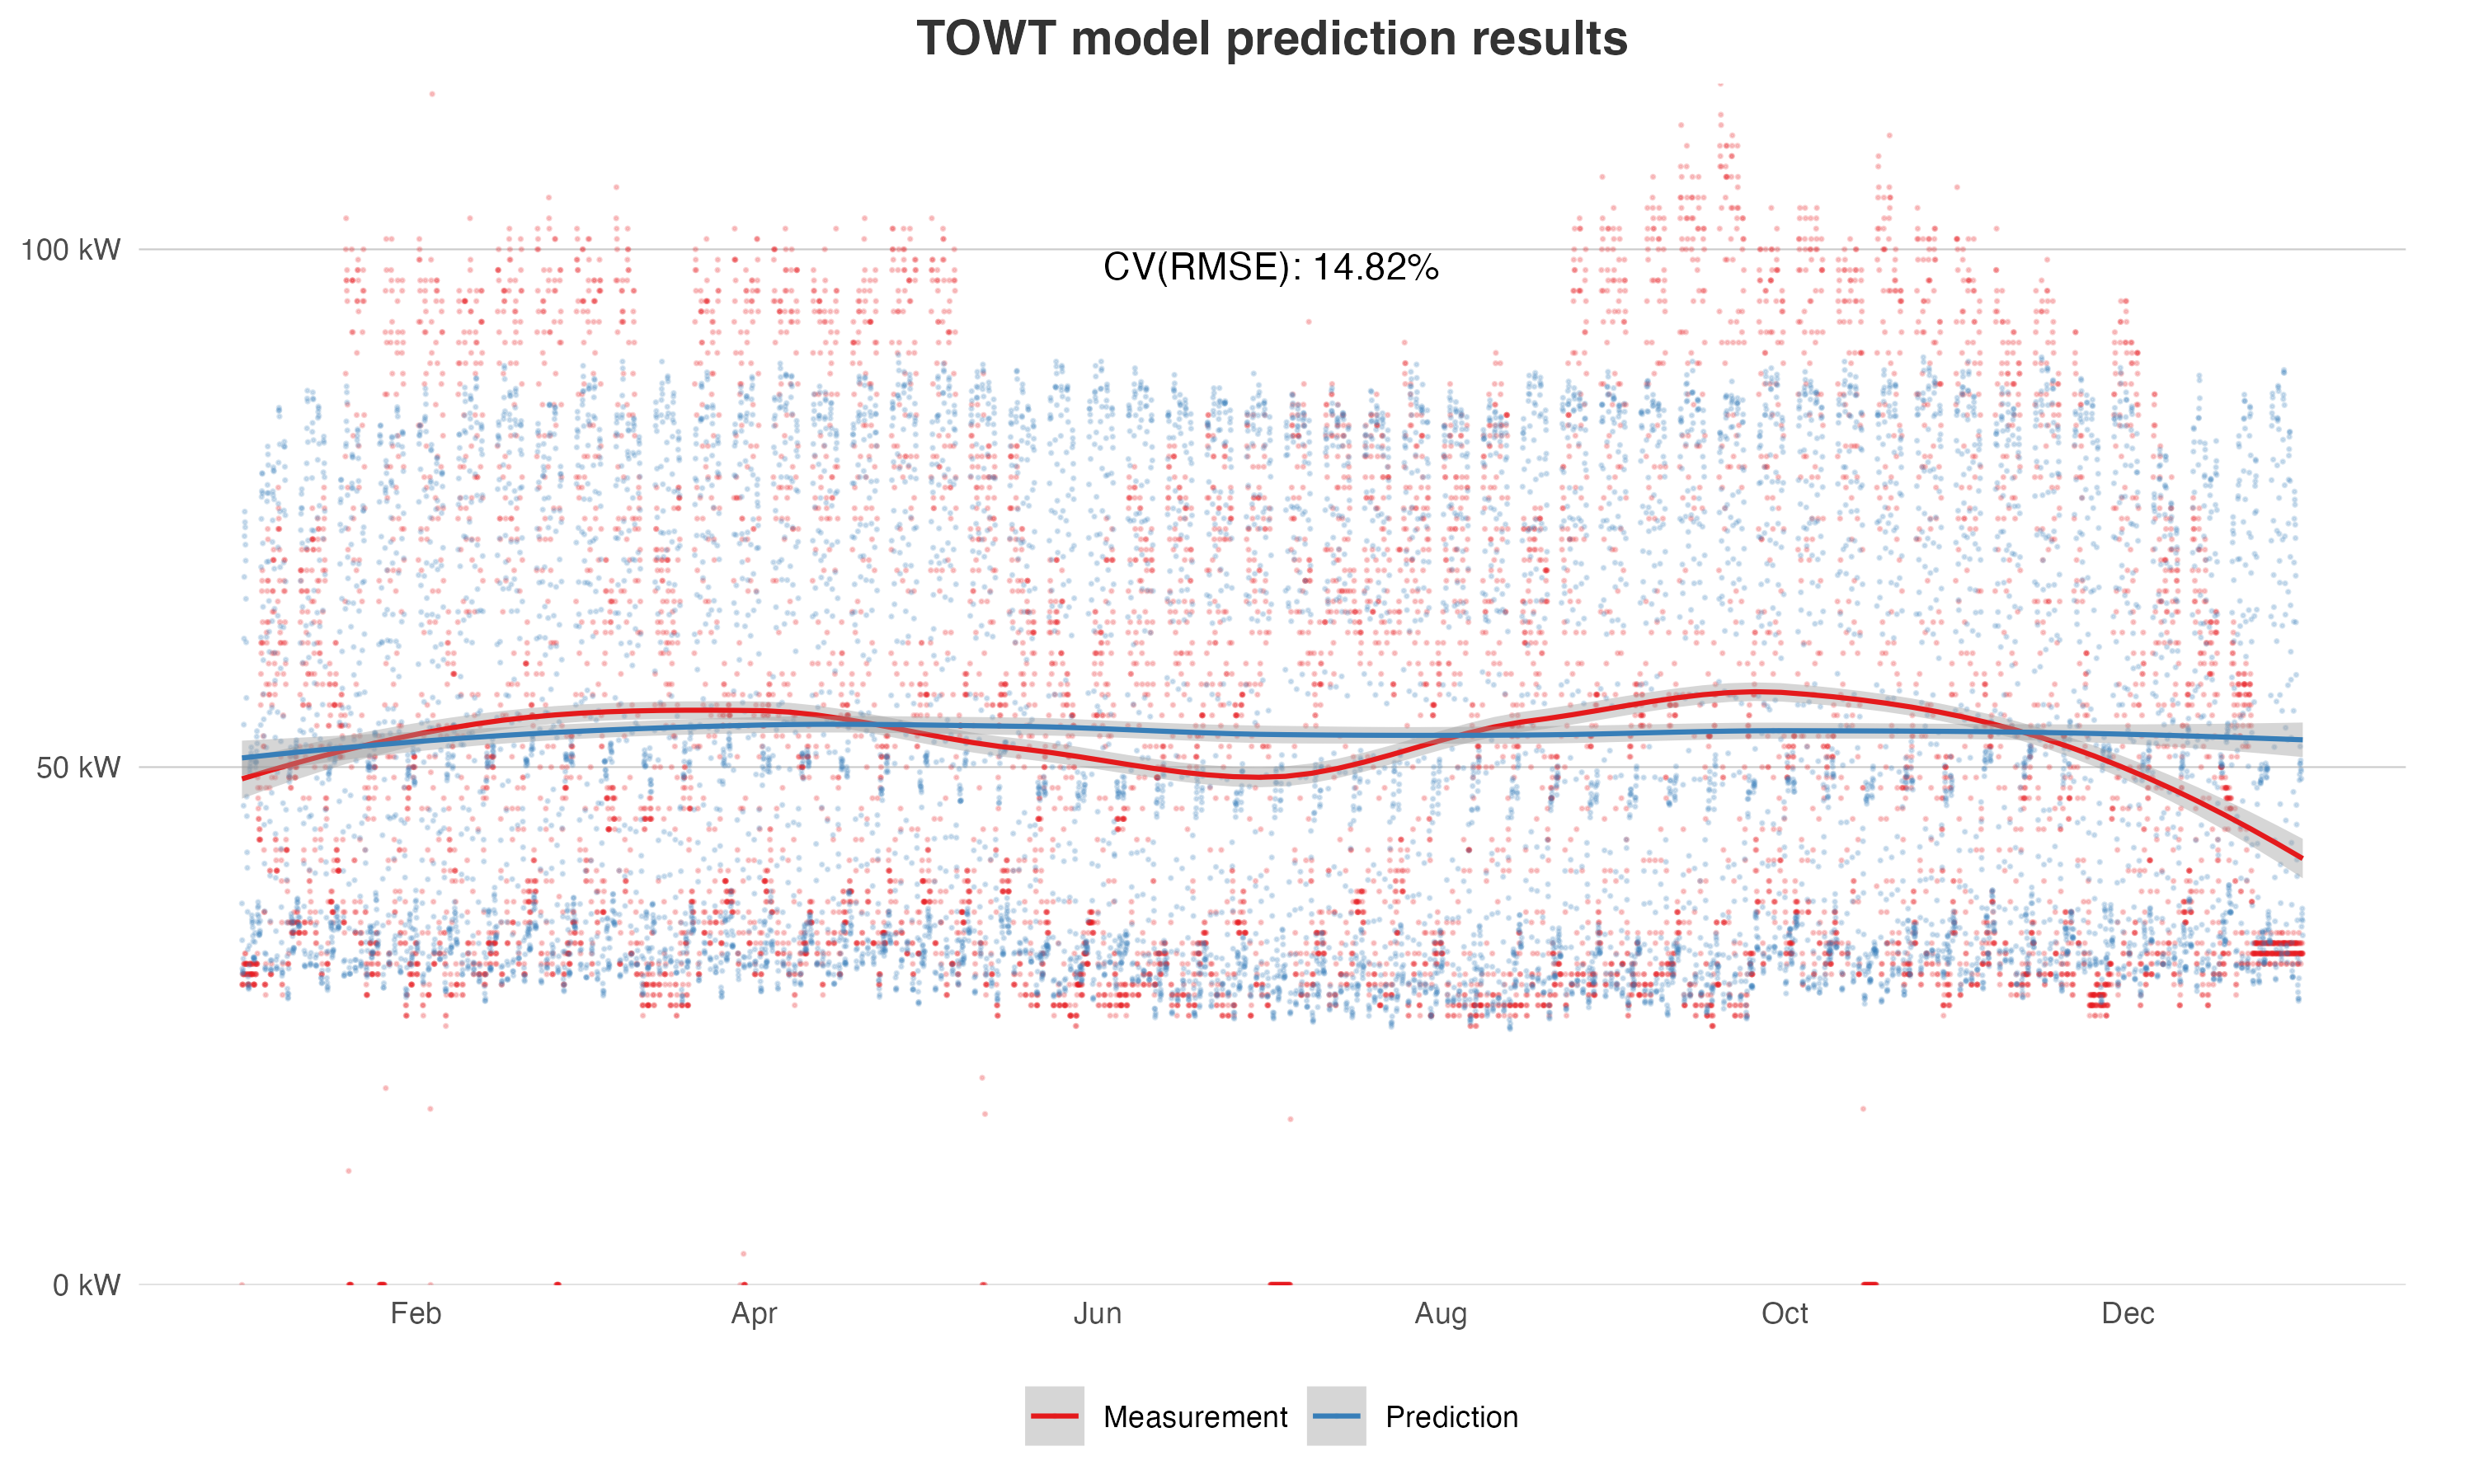 TOWT model prediction results
100 kW
CV(RMSE): 14.82%
50 kW
0 kW
Feb Apr Jun Aug Oct Dec
Measurement Prediction